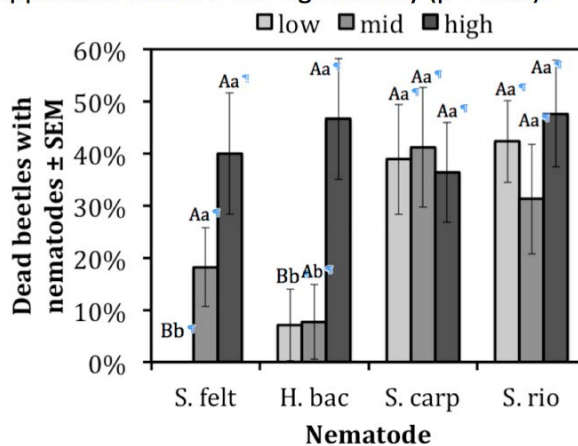 low mid high
60%
50%
40%
30%
20%
10%
0%
Dead beetles with
nematodes ± SEM
Bb¶ Aa¶ Aa¶
Bb¶ Ab¶ Aa¶
Aa¶ Aa¶ Aa¶
Aa¶ Aa¶ Aa¶
S. felt H. bac S. carp S. rio
Nematode